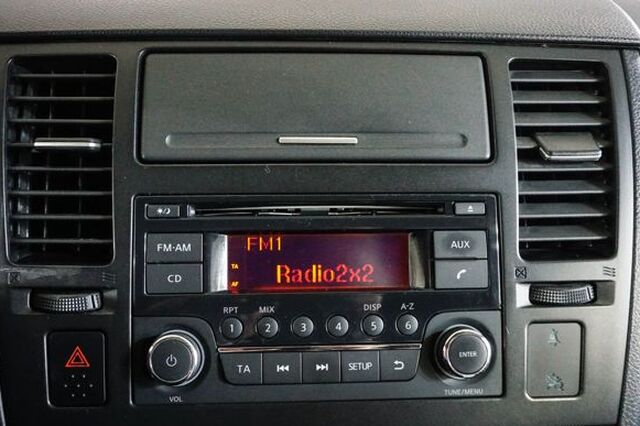 FM1
TA
AF
Radio2x2
FM·AM
CD
AUX
RPT
MIX
DISP
A-Z
1
2
3
4
5
6
TA
SETUP
VOL
ENTER
TUNE/MENU